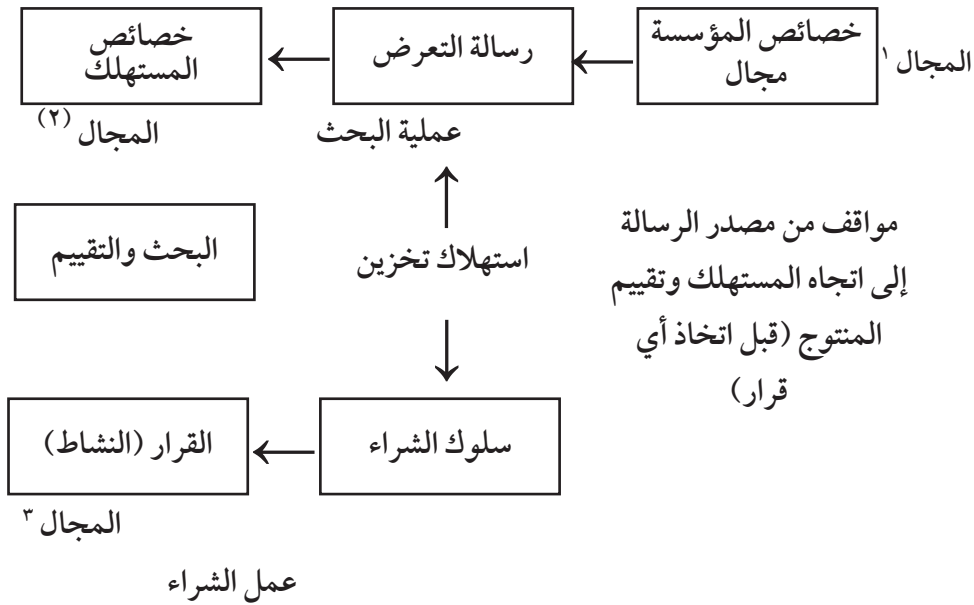 المجال ١
خصائص المؤسسة
مجال
رسالة التعرض
خصائص
المستهلك
عملية البحث
المجال (٢)
مواقف من مصدر الرسالة
إلى اتجاه المستهلك وتقييم
المنتوج (قبل اتخاذ أي
قرار)
استهلاك تخزين
البحث والتقييم
سلوك الشراء
القرار (النشاط)
المجال ٣
عمل الشراء